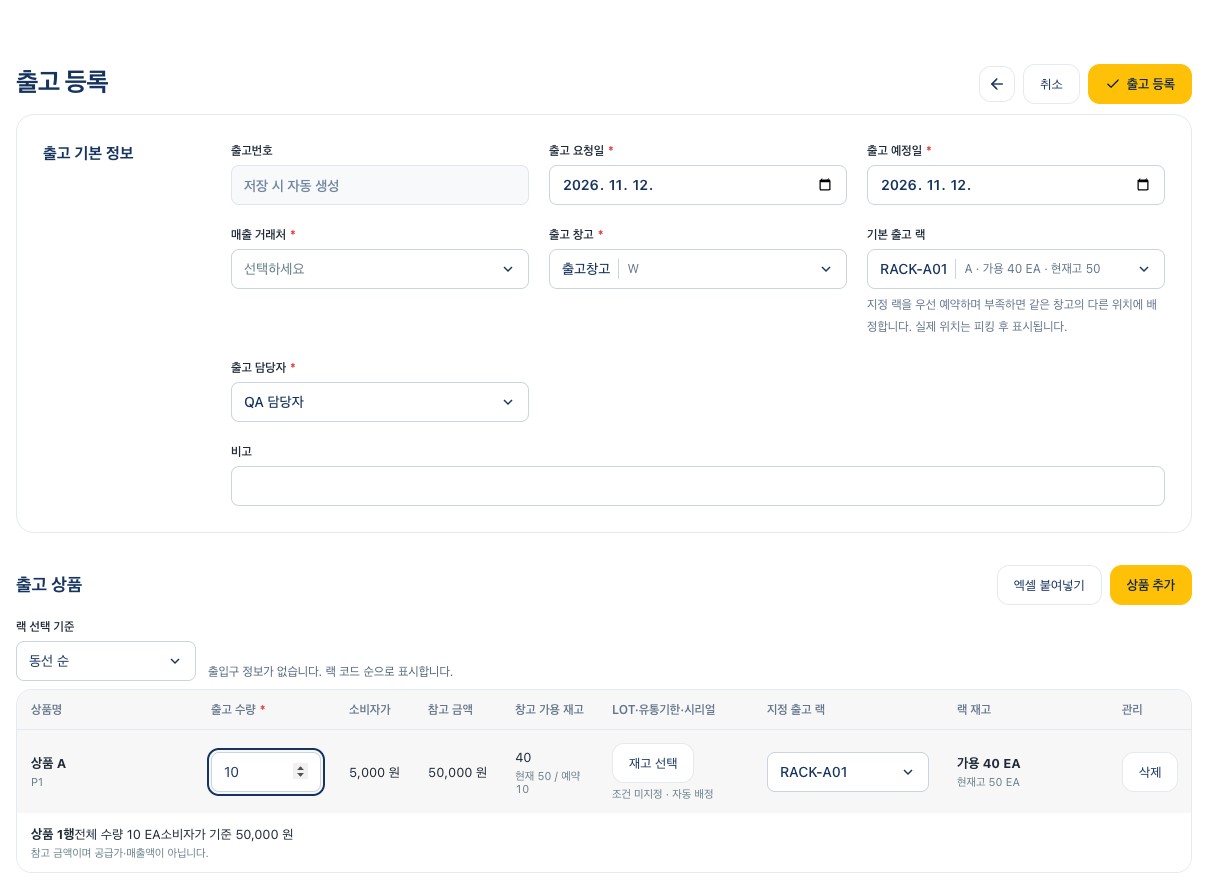 출고 등록
취소
출고 등록
출고 기본 정보
출고번호
출고 요청일 *
출고 예정일 *
저장 시 자동 생성
2026. 11. 12.
2026. 11. 12.
매출 거래처 *
출고 창고 *
기본 출고 랙
선택하세요
출고창고 W
RACK-A01 A · 가용 40 EA · 현재고 50
지정 랙을 우선 예약하며 부족하면 같은 창고의 다른 위치에 배
정합니다. 실제 위치는 피킹 후 표시됩니다.
출고 담당자 *
QA 담당자
비고
출고 상품
엑셀 붙여넣기
상품 추가
랙 선택 기준
동선 순
출입구 정보가 없습니다. 랙 코드 순으로 표시합니다.
상품명 출고 수량 * 소비자가 참고 금액 창고 가용 재고 LOT·유통기한·시리얼 지정 출고 랙 랙 재고 관리
상품 A
P1
10
5,000 원
50,000 원
40
현재 50 / 예약
10
재고 선택
조건 미지정 · 자동 배정
RACK-A01
가용 40 EA
현재고 50 EA
삭제
상품 1행전체 수량 10 EA소비자가 기준 50,000 원
참고 금액이며 공급가·매출액이 아닙니다.